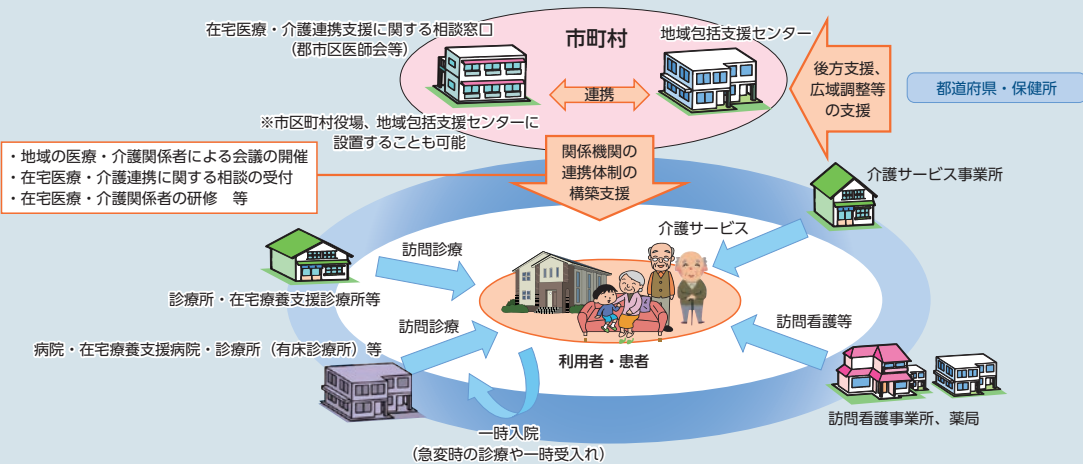 在宅医療・介護連携支援に関する相談窓口
（郡市区医師会等）
市町村
地域包括支援センター
連携
※市区町村役場、地域包括支援センターに
設置することも可能
後方支援、
広域調整等
の支援
都道府県・保健所
・地域の医療・介護関係者による会議の開催
・在宅医療・介護連携に関する相談の受付
・在宅医療・介護関係者の研修　等
関係機関の
連携体制の
構築支援
介護サービス事業所
介護サービス
訪問診療
診療所・在宅療養支援診療所等
訪問診療
病院・在宅療養支援病院・診療所（有床診療所）等
利用者・患者
訪問看護等
訪問看護事業所、薬局
一時入院
（急変時の診療や一時受入れ）